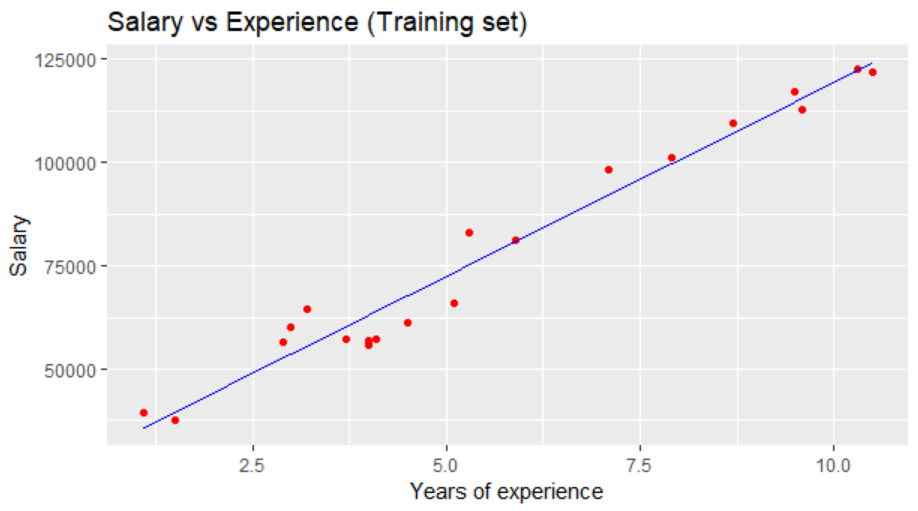 Salary vs Experience (Training set)
125000
100000
75000
50000
Salary
2.5 5.0 7.5 10.0
Years of experience